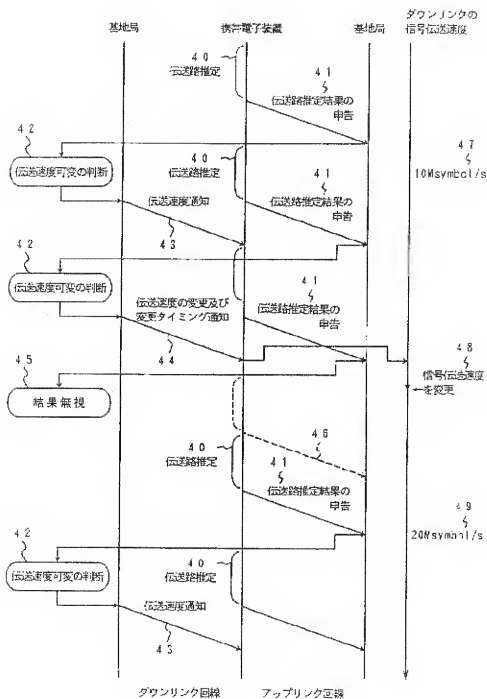 ダウンリンクの
信号伝送速度
基地局
携帯電子装置
基地局
40
伝送路推定
41
伝送路推定結果の
申告
42
伝送速度可変の判断
40
伝送路推定
41
伝送路推定結果の
申告
47
10Msymbol/s
伝送速度通知
43
42
伝送速度可変の判断
伝送速度の変更及び
変更タイミング通知
44
41
伝送路推定結果の
申告
45
結果無視
48
信号伝送速度
を変更
46
40
伝送路推定
41
伝送路推定結果の
申告
49
20Msymbol/s
42
伝送速度可変の判断
40
伝送路推定
伝送速度通知
43
ダウンリンク回線
アップリンク回線